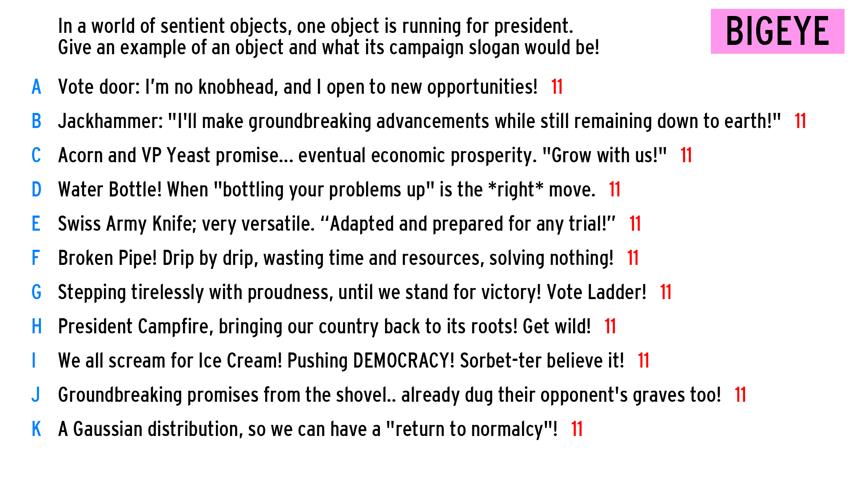 In a world of sentient objects, one object is running for president.
Give an example of an object and what its campaign slogan would be!
BIGEYE
A Vote door: I'm no knobhead, and I open to new opportunities! 11
B Jackhammer: "I'll make groundbreaking advancements while still remaining down to earth!" 11
C Acorn and VP Yeast promise... eventual economic prosperity. "Grow with us!" 11
D Water Bottle! When "bottling your problems up" is the *right* move. 11
E Swiss Army Knife; very versatile. “Adapted and prepared for any trial!” 11
F Broken Pipe! Drip by drip, wasting time and resources, solving nothing! 11
G Stepping tirelessly with proudness, until we stand for victory! Vote Ladder! 11
H President Campfire, bringing our country back to its roots! Get wild! 11
I We all scream for Ice Cream! Pushing DEMOCRACY! Sorbet-ter believe it! 11
J Groundbreaking promises from the shovel.. already dug their opponent's graves too! 11
K A Gaussian distribution, so we can have a "return to normalcy"! 11